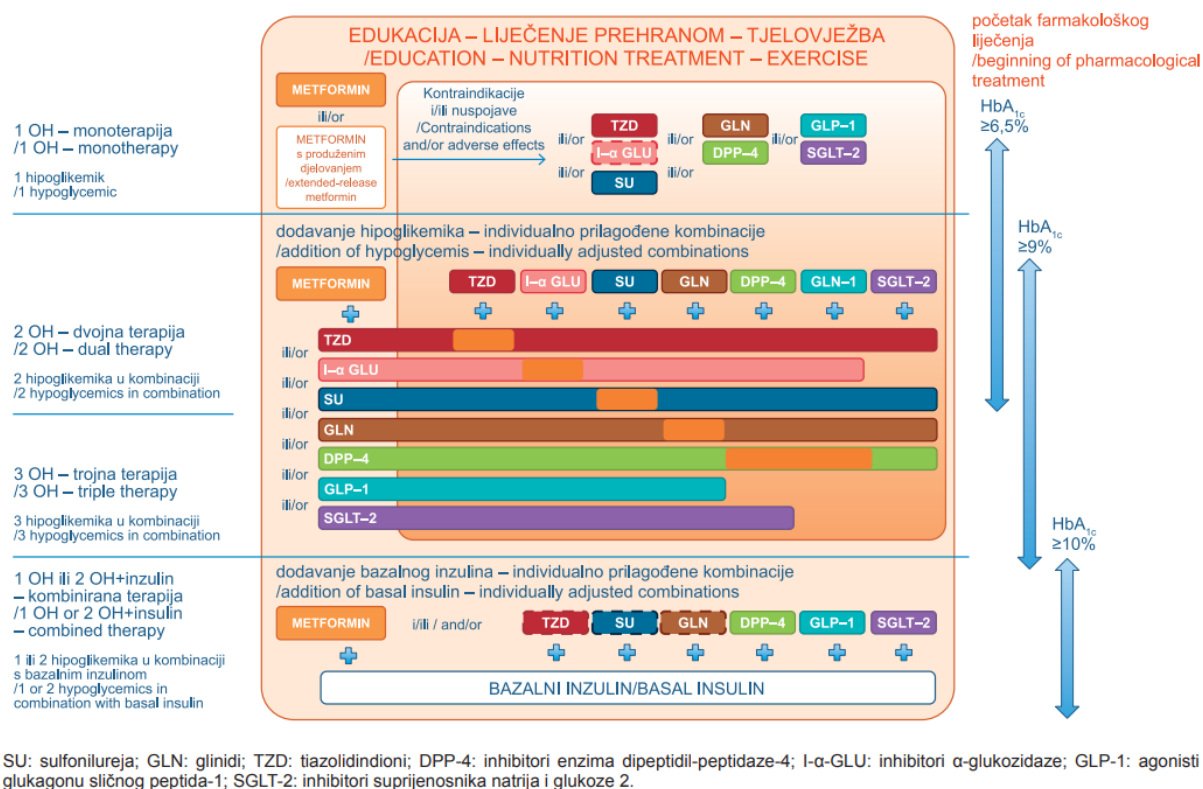 EDUKACIJA – LIJEČENJE PREHRANOM – TJELOVJEŽBA
/EDUCATION – NUTRITION TREATMENT – EXERCISE
početak farmakološkog
liječenja
/beginning of pharmacological
treatment
METFORMIN
ili/or
METFORMIN
s produženim
djelovanjem
/extended-release
metformin
Kontraindikacije
i/ili nuspojave
/Contraindications
and/or adverse effects
ili/or TZD ili/or GLN ili/or GLP–1
ili/or I–α GLU ili/or DPP–4 SGLT–2
ili/or SU
HbA1c
≥6,5%
1 OH – monoterapija
/1 OH – monotherapy
1 hipoglikemik
/1 hypoglycemic
dodavanje hipoglikemika – individualno prilagođene kombinacije
/addition of hypoglycemis – individually adjusted combinations
HbA1c
≥9%
METFORMIN TZD I–α GLU SU GLN DPP–4 GLN–1 SGLT–2
2 OH – dvojna terapija
/2 OH – dual therapy
2 hipoglikemika u kombinaciji
/2 hypoglycemics in combination
TZD
ili/or
I–α GLU
ili/or
SU
ili/or
GLN
ili/or
DPP–4
ili/or
GLP–1
ili/or
SGLT–2
3 OH – trojna terapija
/3 OH – triple therapy
3 hipoglikemika u kombinaciji
/3 hypoglycemics in combination
HbA1c
≥10%
1 OH ili 2 OH+inzulin
– kombinirana terapija
/1 OH or 2 OH+insulin
– combined therapy
1 ili 2 hipoglikemika u kombinaciji
s bazalnim inzulinom
/1 or 2 hypoglycemics in
combination with basal insulin
dodavanje bazalnog inzulina – individualno prilagođene kombinacije
/addition of basal insulin – individually adjusted combinations
METFORMIN i/ili / and/or TZD SU GLN DPP–4 GLP–1 SGLT–2
BAZALNI INZULIN/BASAL INSULIN
SU: sulfonilureja; GLN: glinidi; TZD: tiazolidindioni; DPP-4: inhibitori enzima dipeptidil-peptidaze-4; I-α-GLU: inhibitori α-glukozidaze; GLP-1: agonisti
glukagonu sličnog peptida-1; SGLT-2: inhibitori suprijenosnika natrija i glukoze 2.